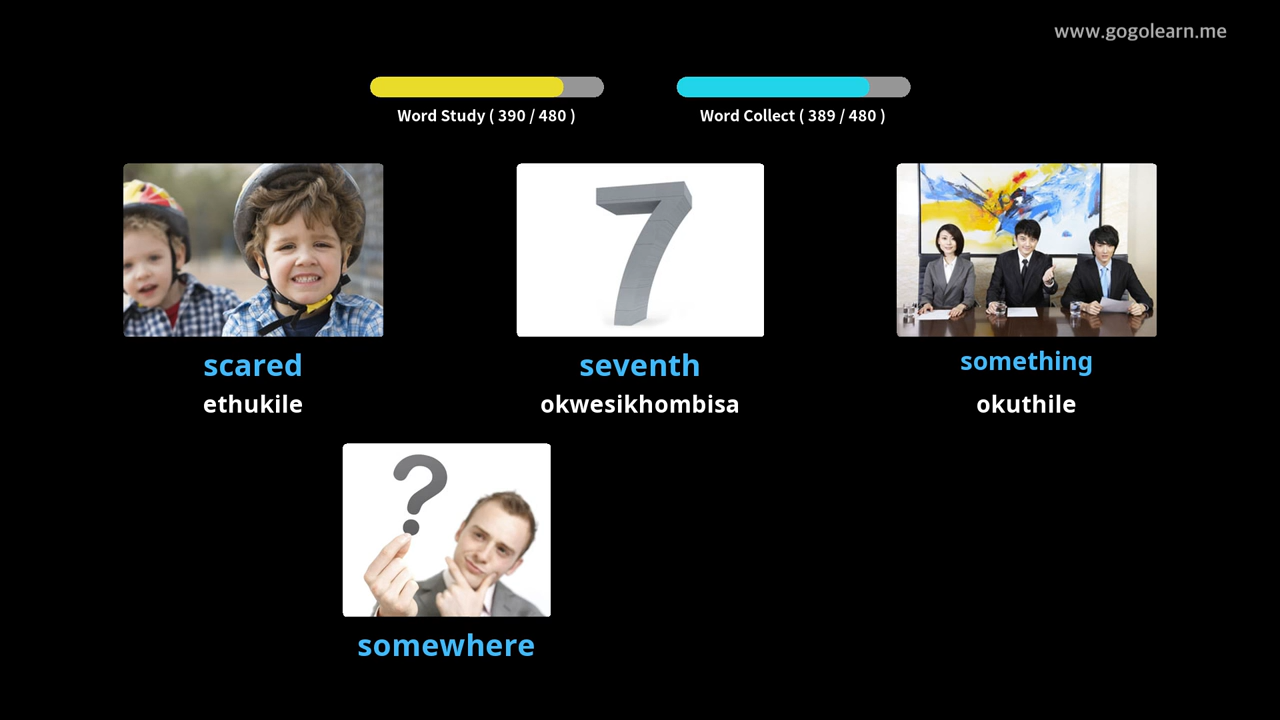 www.gogolearn.me
Word Study ( 390 / 480 )
Word Collect ( 389 / 480 )
scared
seventh
something
ethukile
okwesikhombisa
okuthile
?
somewhere